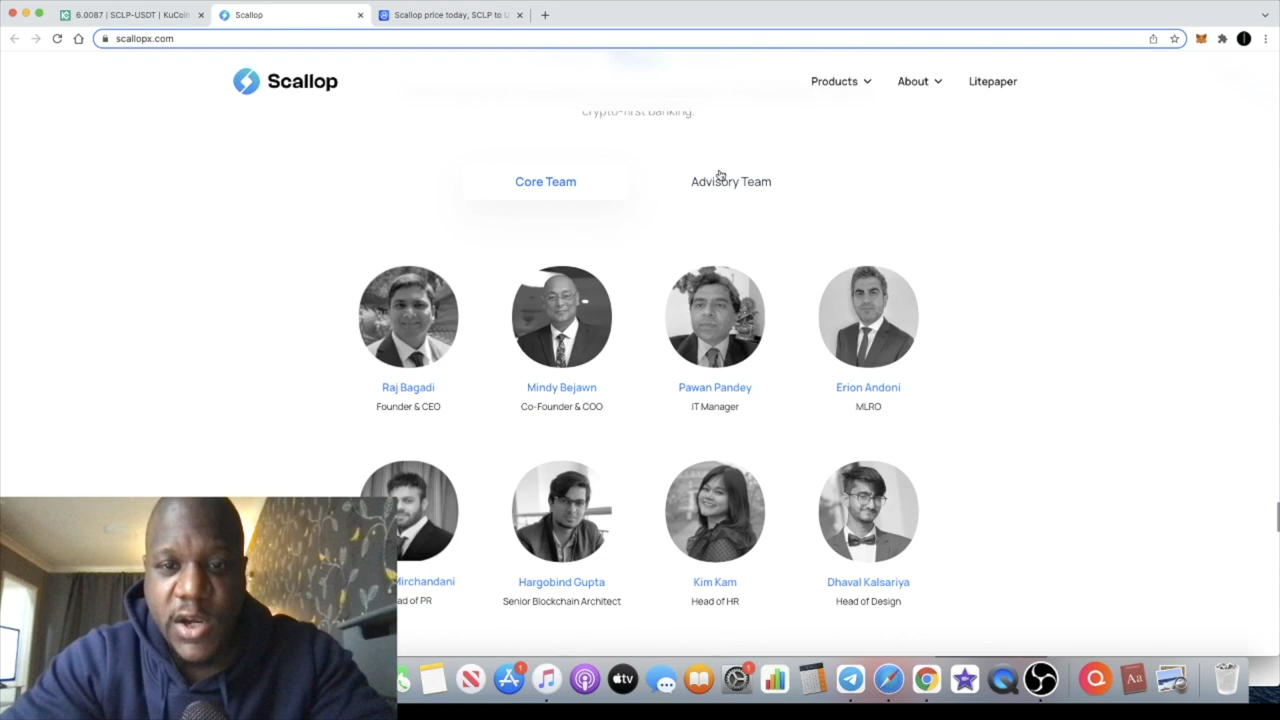 6.0087 | SCLP-USDT | KuCoin
Scallop
Scallop price today, SCLP to U
scallopx.com
Scallop
Products
About
Litepaper
crypto-first banking.
Core Team
Advisory Team
Raj Bagadi
Mindy Bejawn
Pawan Pandey
Erion Andoni
Founder & CEO
Co-Founder & COO
IT Manager
MLRO
Mirchandani
Hargobind Gupta
Kim Kam
Dhaval Kalsariya
ad of PR
Senior Blockchain Architect
Head of HR
Head of Design
1
tv
1